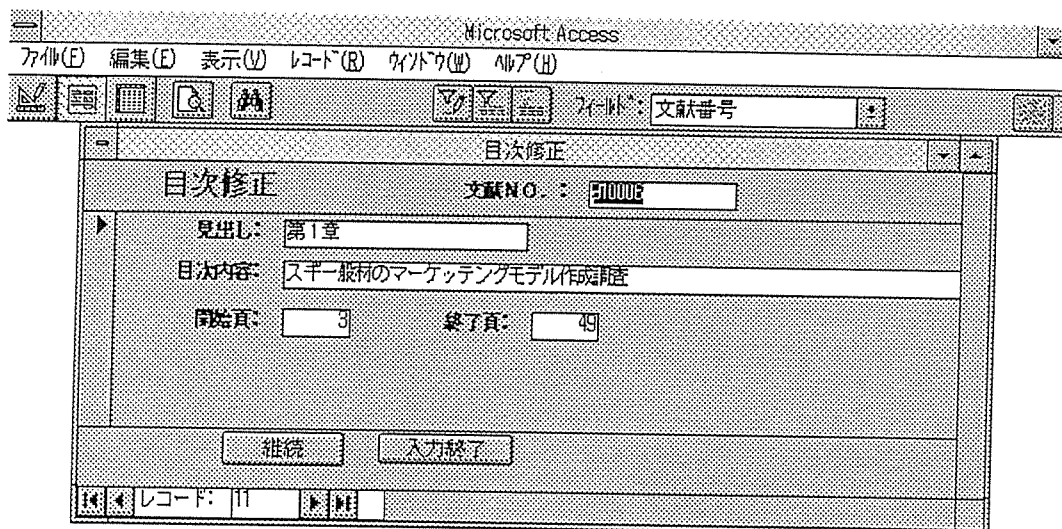 Microsoft Access
ファイル(F) 編集(E) 表示(V) レコード(R) ウィンドウ(W) ヘルプ(H)
フィールド: 文献番号
目次修正
目次修正 文献NO.:
見出し: 第1章
目次内容: スギ一般材のマーケッテングモデル作成調査
開始頁: 3 終了頁: 49
継続 入力終了
レコード: 11